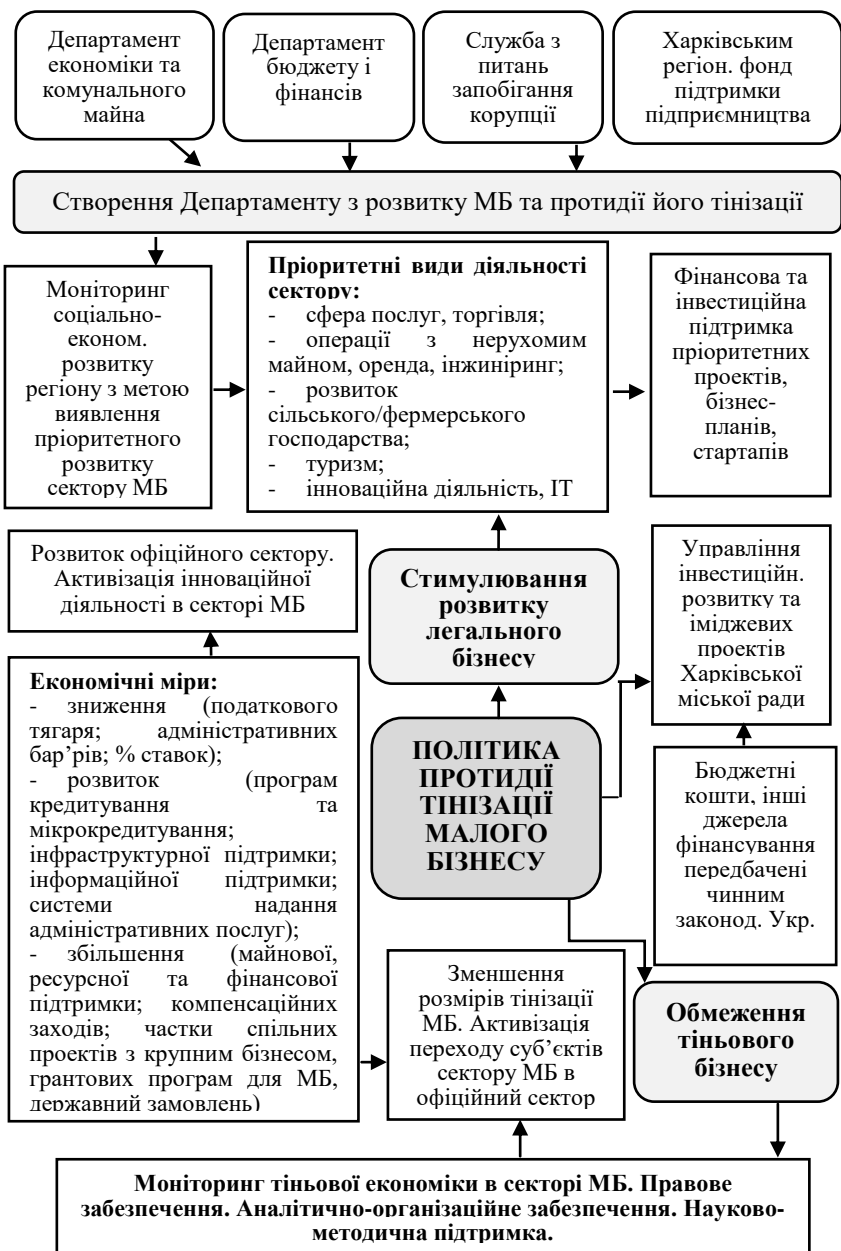 Департамент
економіки та
комунального
майна
Департамент
бюджету і
фінансів
Служба з
питань
запобігання
корупції
Харківським
регіон. фонд
підтримки
підприємництва
Створення Департаменту з розвитку МБ та протидії його тінізації
Моніторинг
соціально-
економ.
розвитку
регіону з метою
виявлення
пріоритетного
розвитку
сектору МБ
Пріоритетні види діяльності
сектору:
- сфера послуг, торгівля;
- операції з нерухомим
майном, оренда, інжиніринг;
- розвиток
сільського/фермерського
господарства;
- туризм;
- інноваційна діяльність, ІТ
Фінансова та
інвестиційна
підтримка
пріоритетних
проектів,
бізнес-
планів,
стартапів
Розвиток офіційного сектору.
Активізація інноваційної
діяльності в секторі МБ
Стимулювання
розвитку
легального
бізнесу
Управління
інвестиційн.
розвитку та
іміджевих
проектів
Харківської
міської ради
Економічні міри:
- зниження (податкового
тягаря; адміністративних
бар’рів; % ставок);
- розвиток (програм
кредитування та
мікрокредитування;
інфраструктурної підтримки;
інформаційної підтримки;
системи надання
адміністративних послуг);
- збільшення (майнової,
ресурсної та фінансової
підтримки; компенсаційних
заходів; частки спільних
проектів з крупним бізнесом,
грантових програм для МБ,
державний замовлень)
ПОЛІТИКА
ПРОТИДІЇ
ТІНІЗАЦІЇ
МАЛОГО
БІЗНЕСУ
Бюджетні
кошти, інші
джерела
фінансування
передбачені
чинним
законод. Укр.
Зменшення
розмірів тінізації
МБ. Активізація
переходу суб’єктів
сектору МБ в
офіційний сектор
Обмеження
тіньового
бізнесу
Моніторинг тіньової економіки в секторі МБ. Правове
забезпечення. Аналітично-організаційне забезпечення. Науково-
методична підтримка.